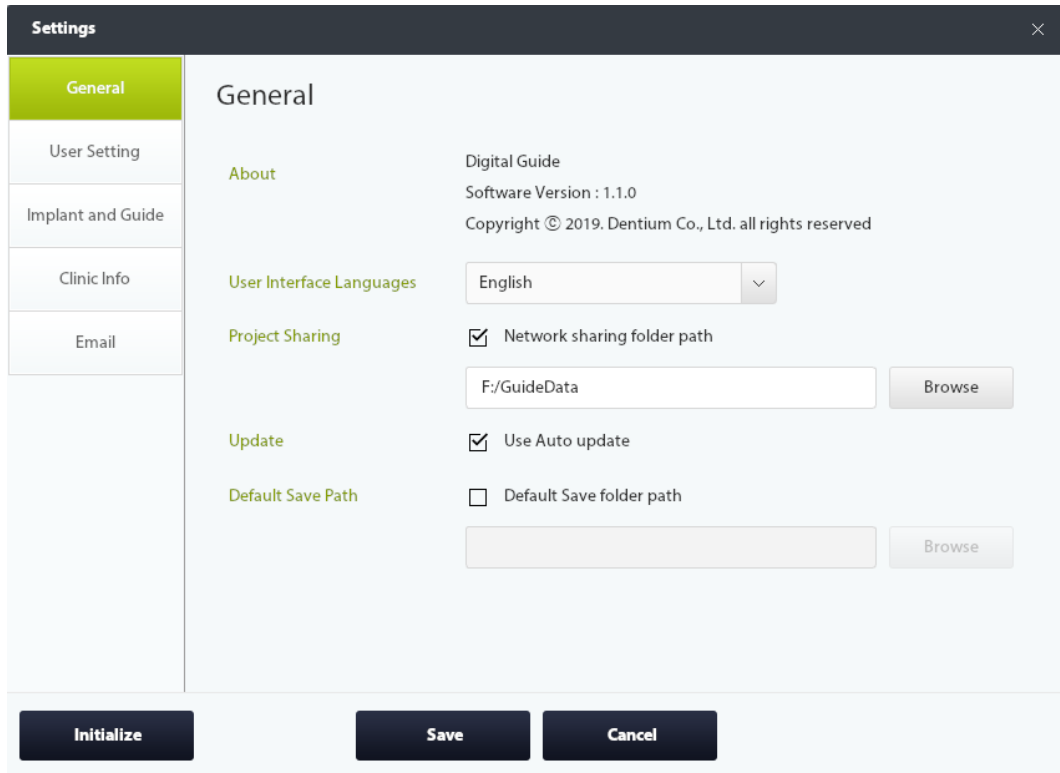 Settings
General
User Setting
Implant and Guide
Clinic Info
Email
General
About
Digital Guide
Software Version : 1.1.0
Copyright ⓒ 2019. Dentium Co., Ltd. all rights reserved
User Interface Languages
English
Project Sharing
Network sharing folder path
F:/GuideData
Browse
Update
Use Auto update
Default Save Path
Default Save folder path
Browse
Initialize
Save
Cancel